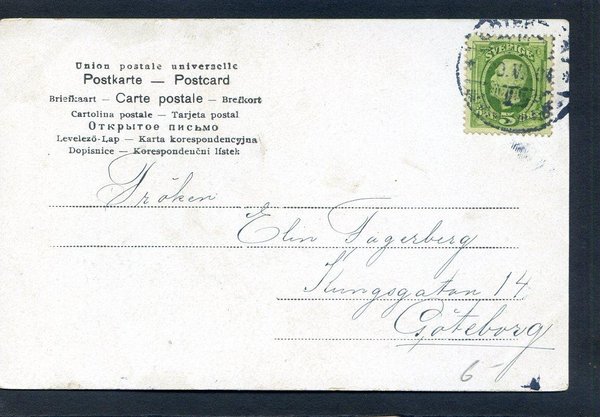 Union postale universelle
Postkarte — Postcard
Briefkaart — Carte postale — Brefkort
Cartolina postale — Tarjeta postal
Открытое письмо
Levelező-Lap — Karta korespondencyjna
Dopisnice — Korespondenční lístek
SVERIGE
5
Fröken
Elin Fagerberg
Kungsgatan 14
Göteborg
6-